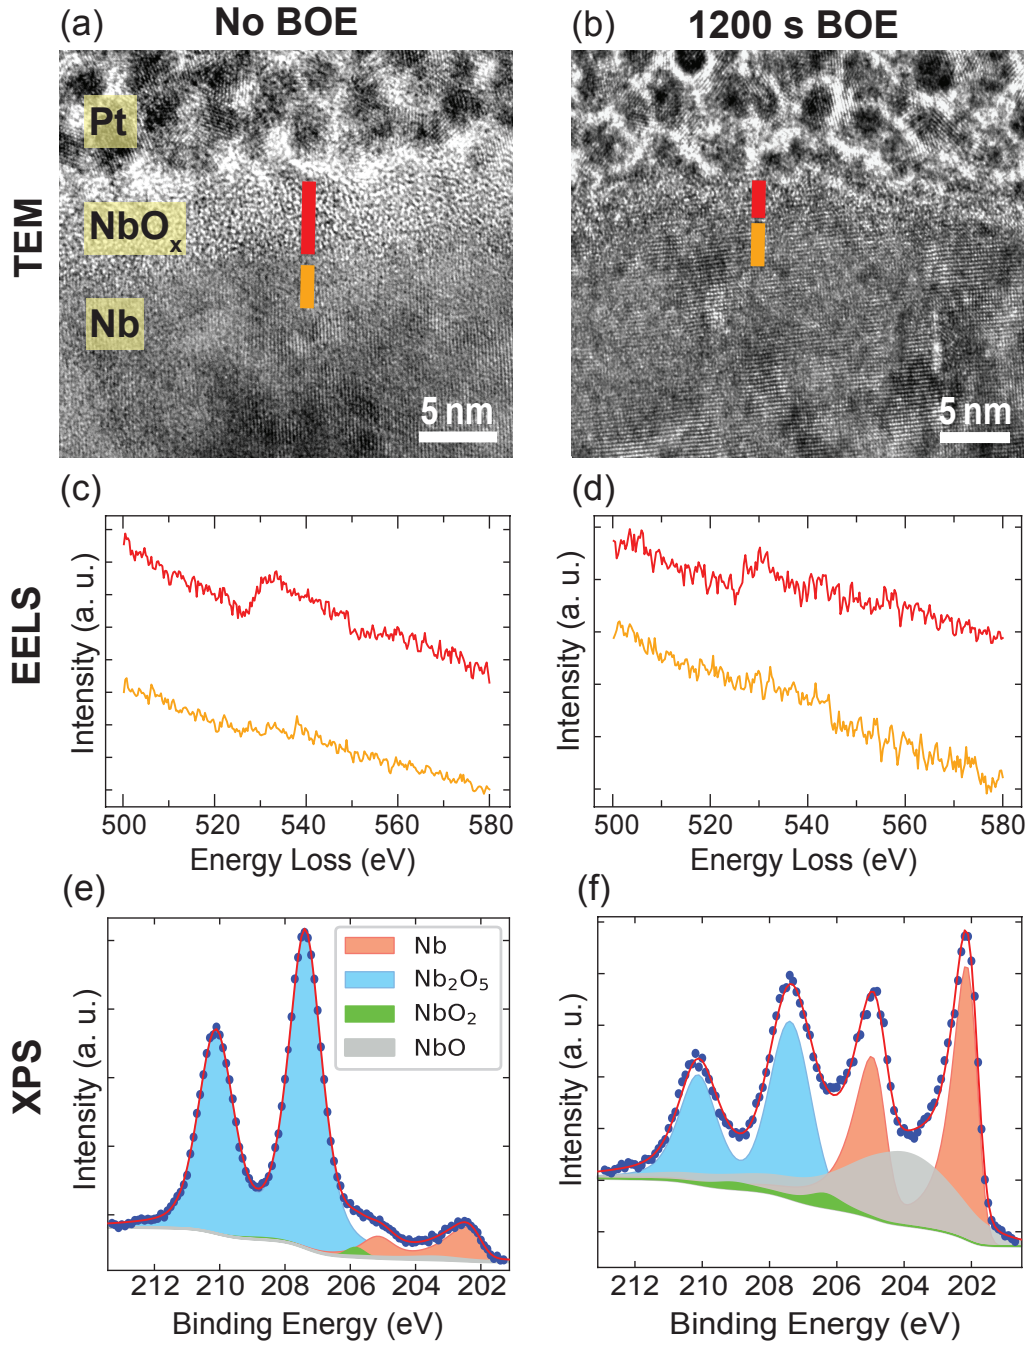 (a) No BOE
(b) 1200 s BOE
TEM
Pt
NbOx
Nb
5 nm
5 nm
EELS
(c)
Intensity (a. u.)
500 520 540 560 580
Energy Loss (eV)
(d)
Intensity (a. u.)
500 520 540 560 580
Energy Loss (eV)
XPS
(e)
Intensity (a. u.)
Nb
Nb₂O₅
NbO₂
NbO
212 210 208 206 204 202
Binding Energy (eV)
(f)
Intensity (a. u.)
212 210 208 206 204 202
Binding Energy (eV)